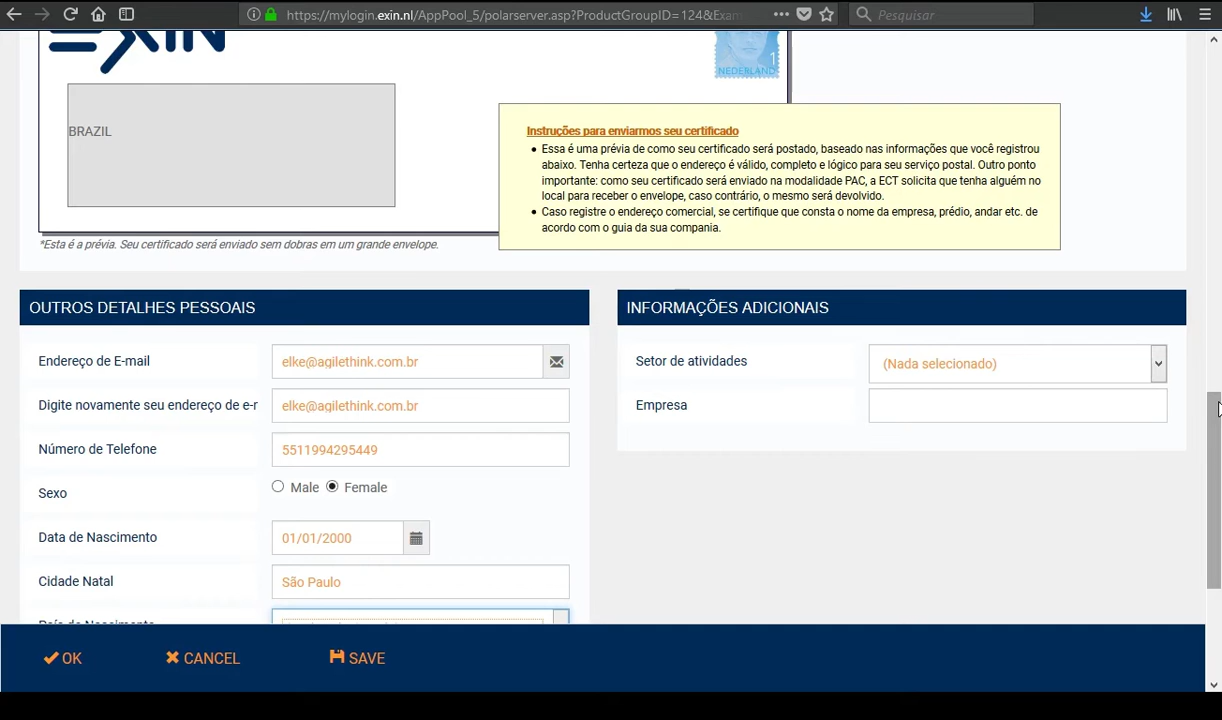 https://mylogin.exin.nl/AppPool_5/polarserver.asp?ProductGroupID=124&Exam
Pesquisar
EXIN
1
NEDERLAND
BRAZIL
Instruções para enviarmos seu certificado
• Essa é uma prévia de como seu certificado será postado, baseado nas informações que você registrou
abaixo. Tenha certeza que o endereço é válido, completo e lógico para seu serviço postal. Outro ponto
importante: como seu certificado será enviado na modalidade PAC, a ECT solicita que tenha alguém no
local para receber o envelope, caso contrário, o mesmo será devolvido.
• Caso registre o endereço comercial, se certifique que consta o nome da empresa, prédio, andar etc. de
acordo com o guia da sua compania.
*Esta é a prévia. Seu certificado será enviado sem dobras em um grande envelope.
OUTROS DETALHES PESSOAIS
Endereço de E-mail
elke@agilethink.com.br
Digite novamente seu endereço de e-r
elke@agilethink.com.br
Número de Telefone
5511994295449
Sexo
Male Female
Data de Nascimento
01/01/2000
Cidade Natal
São Paulo
País de Nascimento
INFORMAÇÕES ADICIONAIS
Setor de atividades
(Nada selecionado)
Empresa
OK
CANCEL
SAVE